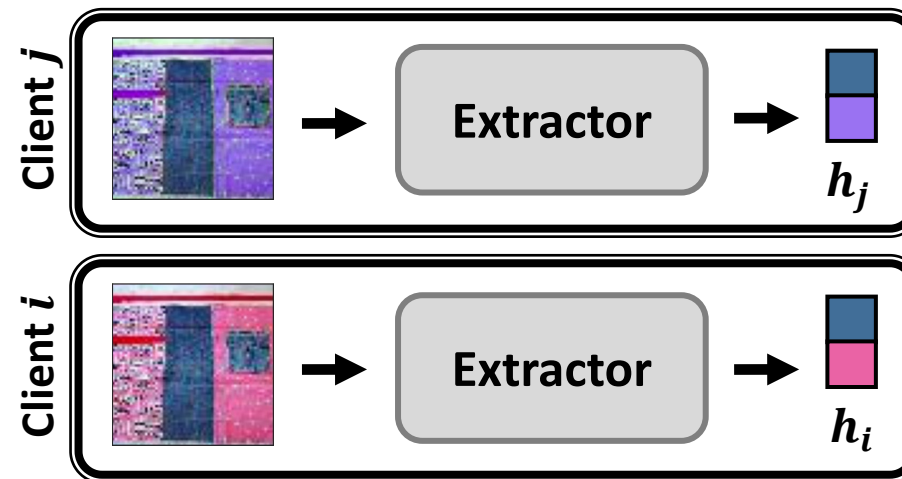 Client j
Extractor
h_j
Client i
Extractor
h_i